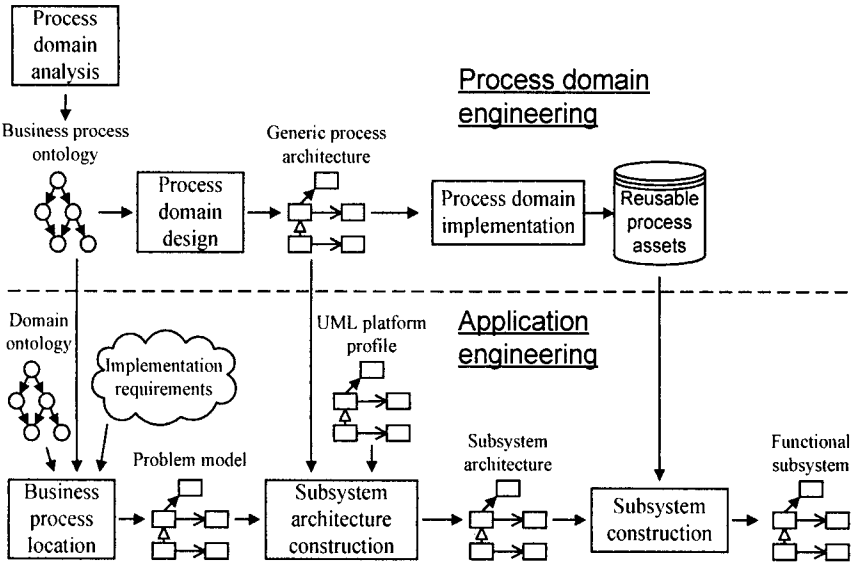 Process
domain
analysis
Process domain
engineering
Business process
ontology
Generic process
architecture
Process
domain
design
Process domain
implementation
Reusable
process
assets
Domain
ontology
Implementation
requirements
UML platform
profile
Application
engineering
Problem model
Subsystem
architecture
Functional
subsystem
Business
process
location
Subsystem
architecture
construction
Subsystem
construction